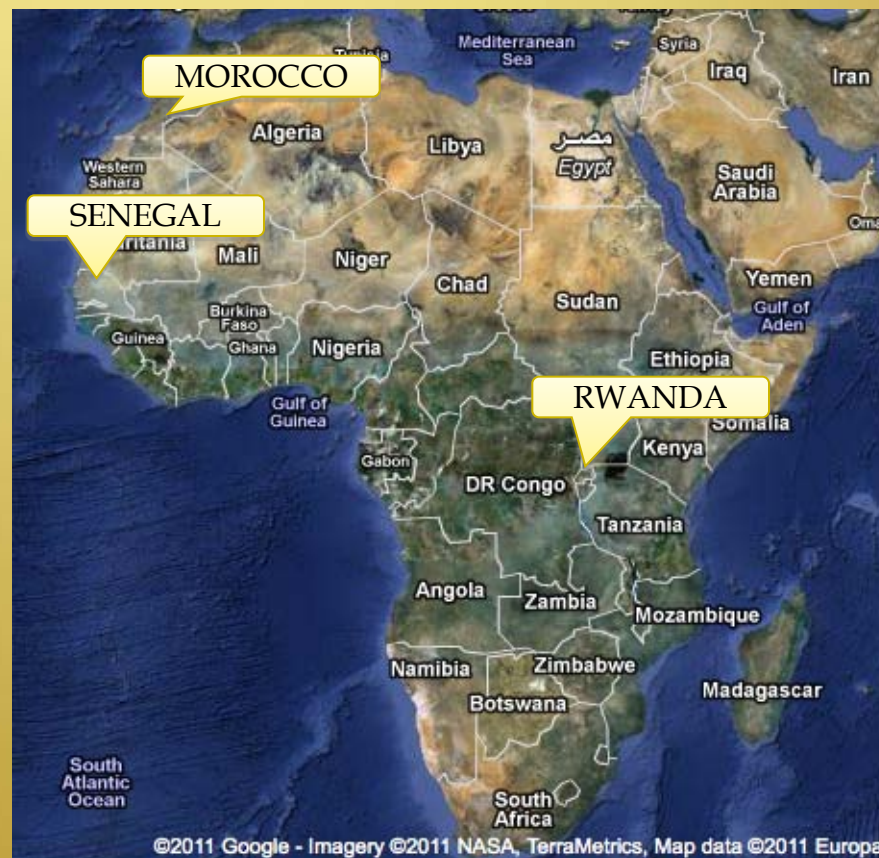 Mediterranean
Sea
Syria
Iraq
Iran
MOROCCO
Algeria
Libya
مصر
Egypt
Western
Sahara
Saudi
Arabia
SENEGAL
Mali
Niger
Chad
Sudan
Yemen
Gulf of
Aden
Burkina
Faso
Guinea
Ghana
Nigeria
Ethiopia
Gulf of
Guinea
RWANDA
Somalia
Kenya
Gabon
DR Congo
Tanzania
Angola
Zambia
Mozambique
Namibia
Zimbabwe
Botswana
Madagascar
South
Atlantic
Ocean
South
Africa
©2011 Google - Imagery ©2011 NASA, TerraMetrics, Map data ©2011 Europa